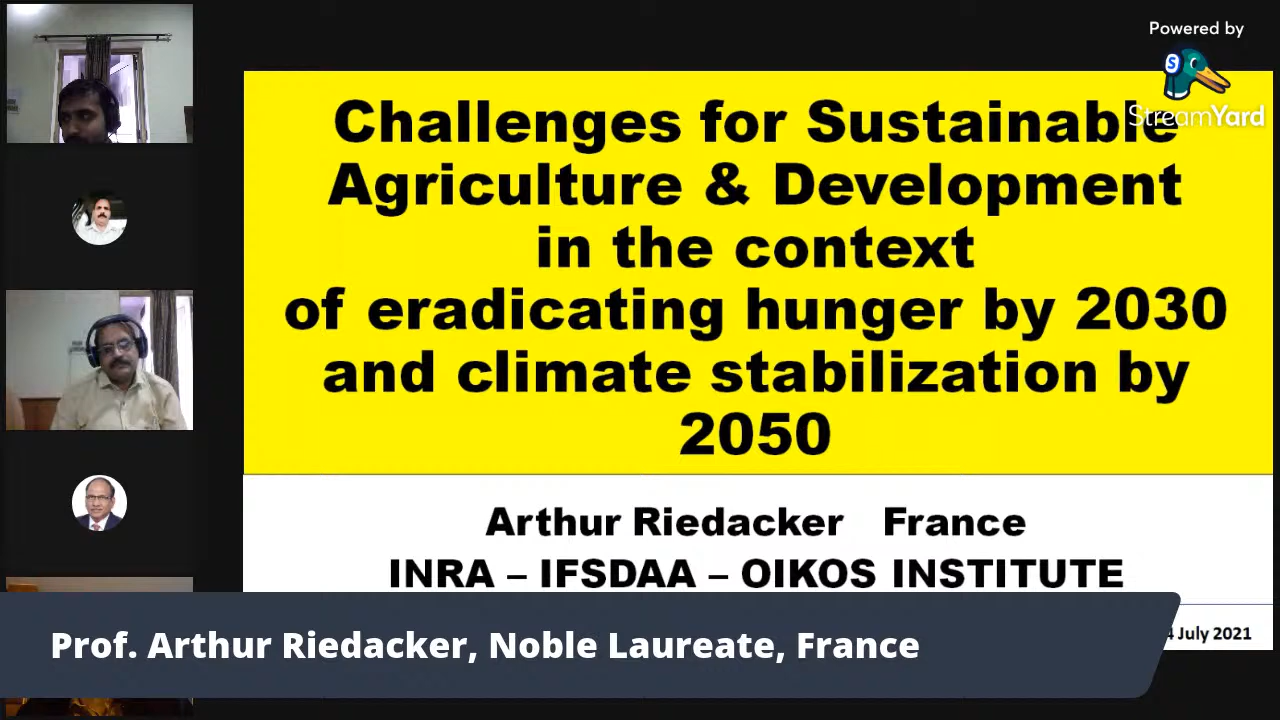 Powered by
StreamYard
Challenges for Sustainable
Agriculture & Development
in the context
of eradicating hunger by 2030
and climate stabilization by
2050
Arthur Riedacker France
INRA – IFSDAA – OIKOS INSTITUTE
4 July 2021
Prof. Arthur Riedacker, Noble Laureate, France